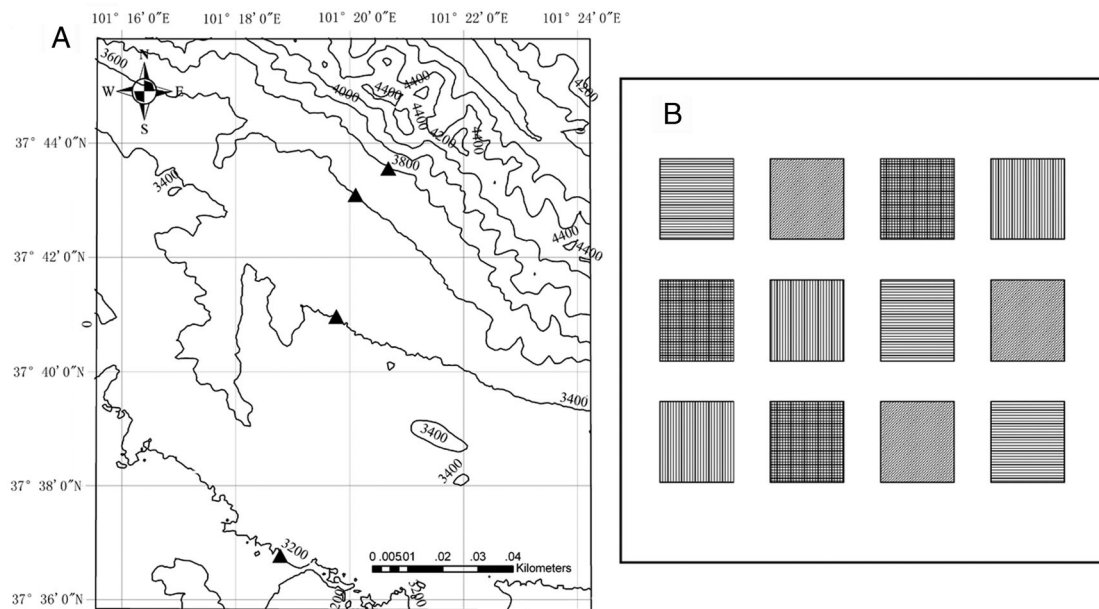 101° 16′ 0″E 101° 18′ 0″E 101° 20′ 0″E 101° 22′ 0″E 101° 24′ 0″E
A
3600
N
W E
S
4400
4400
4200
4000
4400
4200
4400
37° 44′ 0″N
3800
3400
B
4400
4400
37° 42′ 0″N
0
37° 40′ 0″N
3400
3400
3400
37° 38′ 0″N
3200
0 .005.01 .02 .03 .04
Kilometers
3200
37° 36′ 0″N